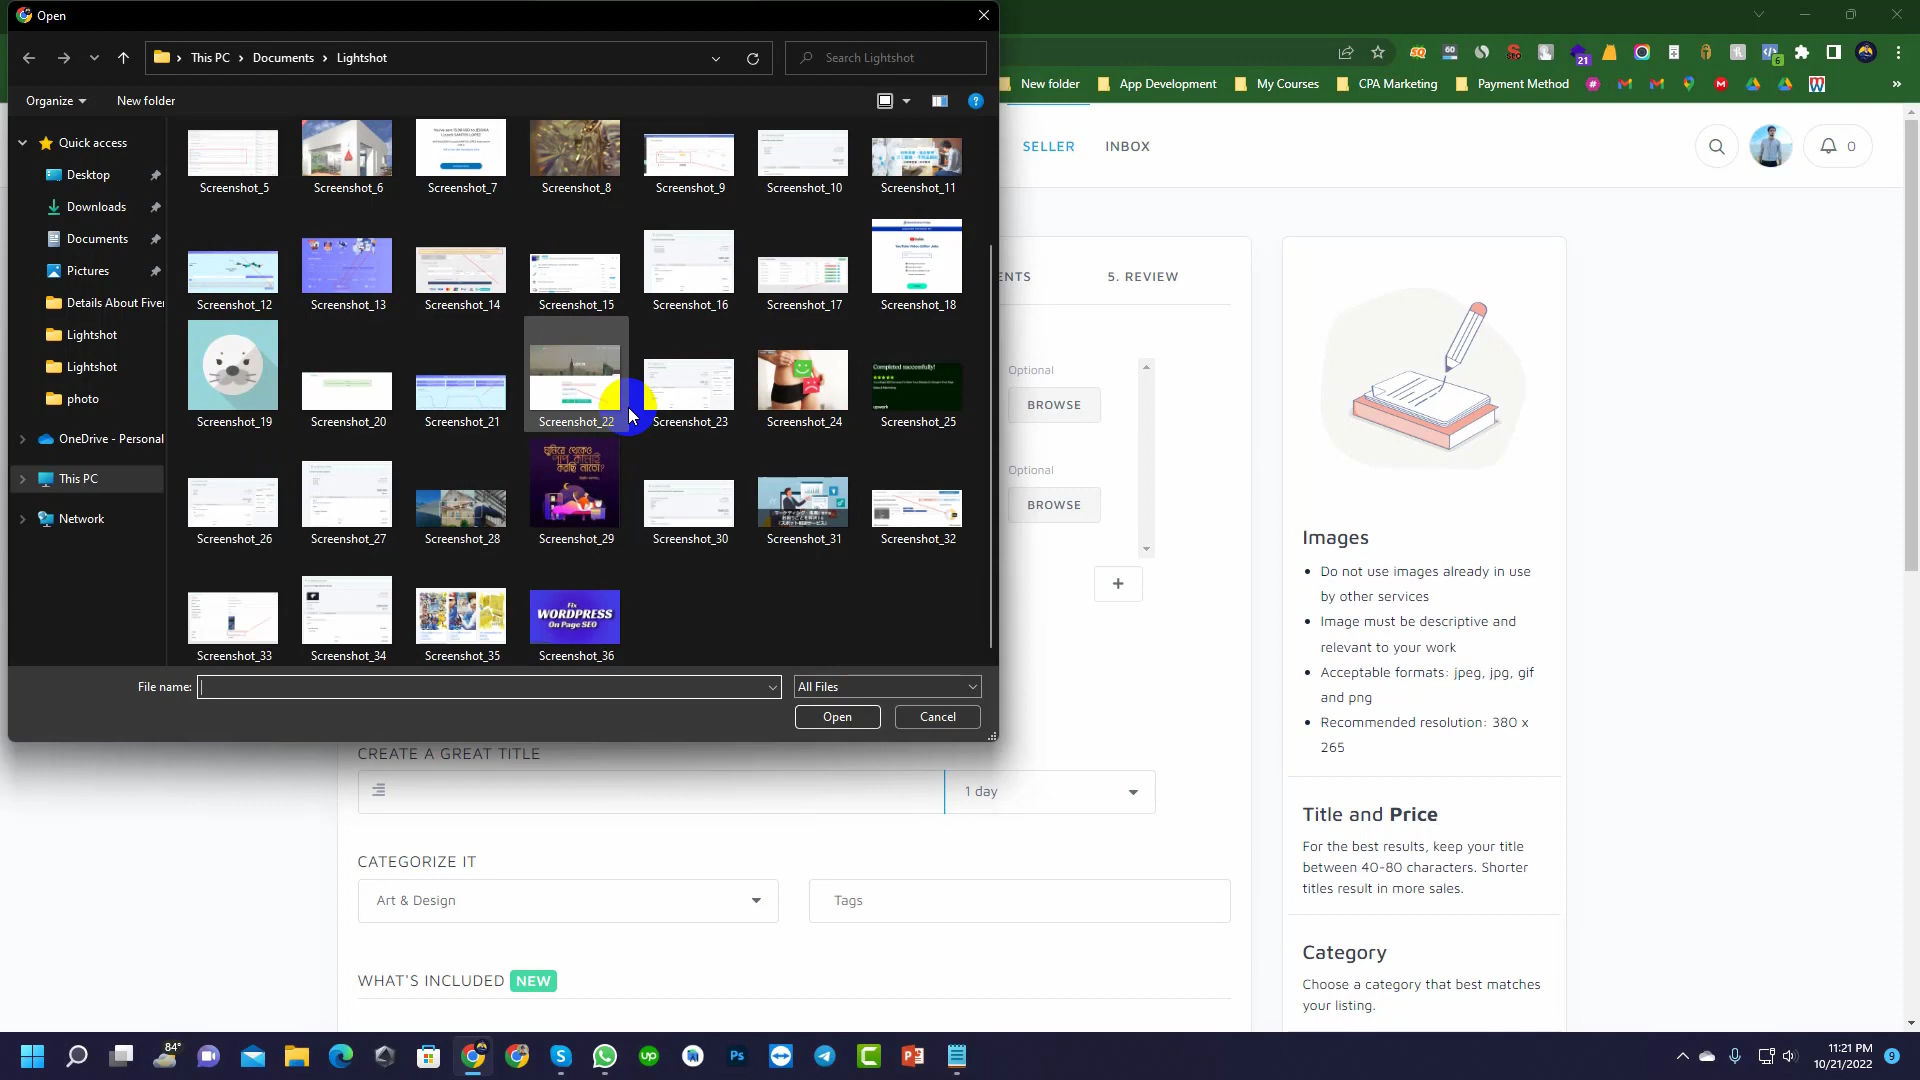 Open
This PC
Documents
Lightshot
Search Lightshot
Organize
New folder
Quick access
Desktop
Downloads
Documents
Pictures
Details About Fiver
Lightshot
Lightshot
photo
OneDrive - Personal
This PC
Network
Screenshot_5
Screenshot_6
Screenshot_7
Screenshot_8
Screenshot_9
Screenshot_10
Screenshot_11
Screenshot_12
Screenshot_13
Screenshot_14
Screenshot_15
Screenshot_16
Screenshot_17
Screenshot_18
Screenshot_19
Screenshot_20
Screenshot_21
Screenshot_22
Screenshot_23
Screenshot_24
Completed successfully!
upwork
Screenshot_25
Screenshot_26
Screenshot_27
Screenshot_28
ঘুমিয়ে থেকেও
পাপ কামাই
করছি নাতো?
Screenshot_29
Screenshot_30
Screenshot_31
Screenshot_32
Screenshot_33
Screenshot_34
Screenshot_35
Fix
WORDPRESS
On Page SEO
Screenshot_36
File name:
All Files
Open
Cancel
New folder
App Development
My Courses
CPA Marketing
Payment Method
SELLER
INBOX
0
ENTS
5. REVIEW
Optional
BROWSE
Optional
BROWSE
+
CREATE A GREAT TITLE
1 day
CATEGORIZE IT
Art & Design
Tags
WHAT'S INCLUDED NEW
Images
Do not use images already in use
by other services
Image must be descriptive and
relevant to your work
Acceptable formats: jpeg, jpg, gif
and png
Recommended resolution: 380 x
265
Title and Price
For the best results, keep your title
between 40-80 characters. Shorter
titles result in more sales.
Category
Choose a category that best matches
your listing.
84°
11:21 PM
10/21/2022
9